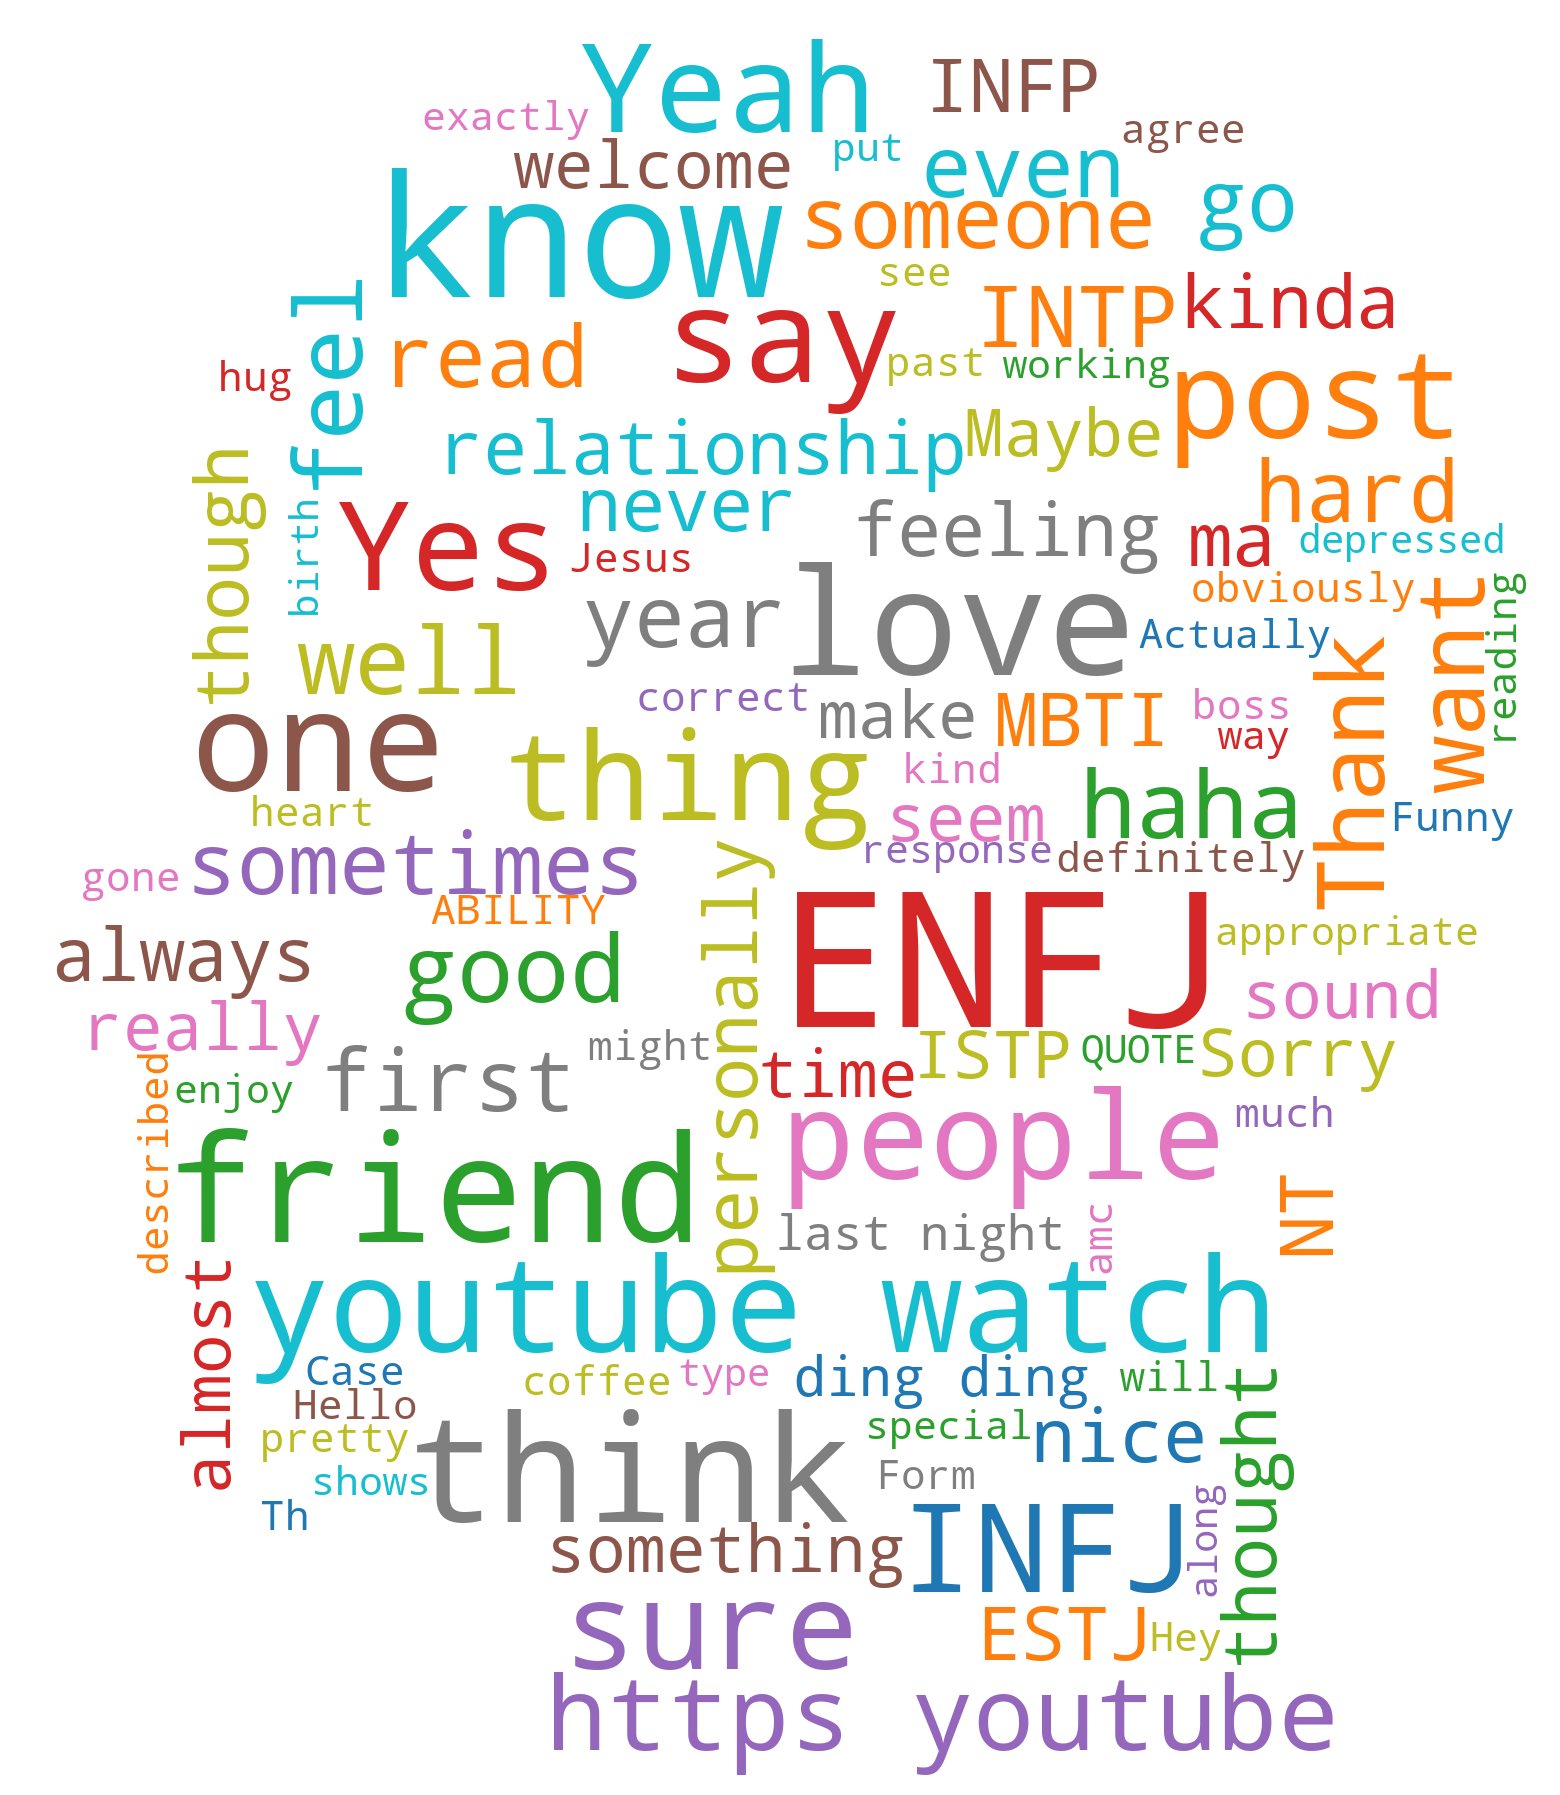 Yeah
INFP
exactly
agree
put
welcome
even
know
someone
go
see
feel
say
INTP
kinda
read
past
working
hug
post
Maybe
relationship
though
hard
never
feeling
birth
Yes
ma
depressed
Jesus
love
obviously
want
reading
year
Actually
well
Thank
correct
make
MBTI
boss
way
one
thing
kind
haha
heart
seem
Funny
sometimes
response
definitely
gone
personally
ABILITY
ENFJ
appropriate
always
good
sound
really
might
ISTP
QUOTE
Sorry
first
time
described
enjoy
people
much
friend
NT
last night
amc
almost
youtube watch
Case
coffee
type
ding ding
will
thought
Hello
pretty
think
special
nice
shows
Form
Th
along
something
INFJ
sure
ESTJ
Hey
https youtube